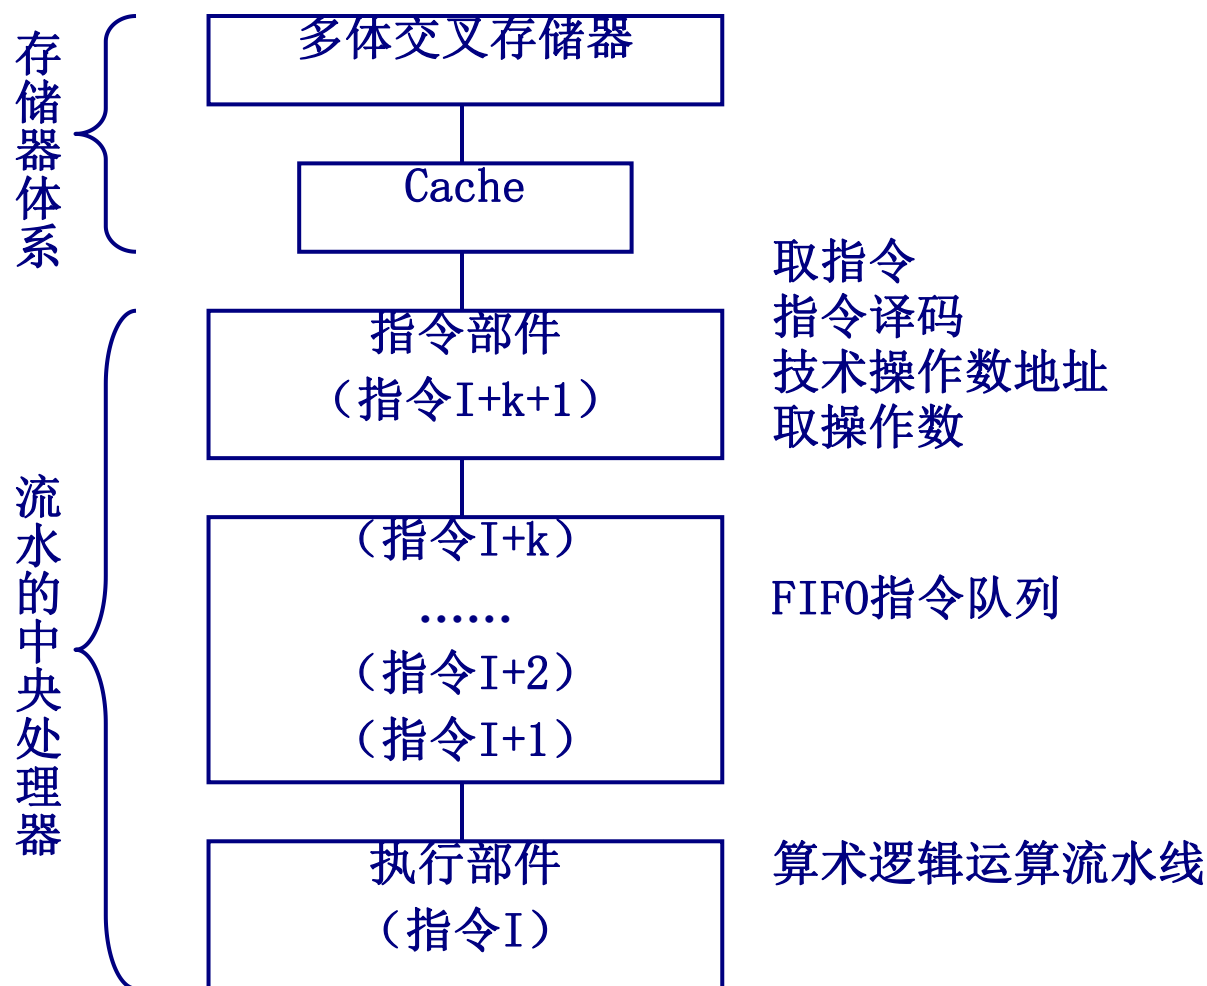 存储器体系
多体交叉存储器
Cache
流水的中央处理器
指令部件
（指令I+k+1）
取指令
指令译码
技术操作数地址
取操作数
（指令I+k）
……
（指令I+2）
（指令I+1）
FIFO指令队列
执行部件
（指令I）
算术逻辑运算流水线